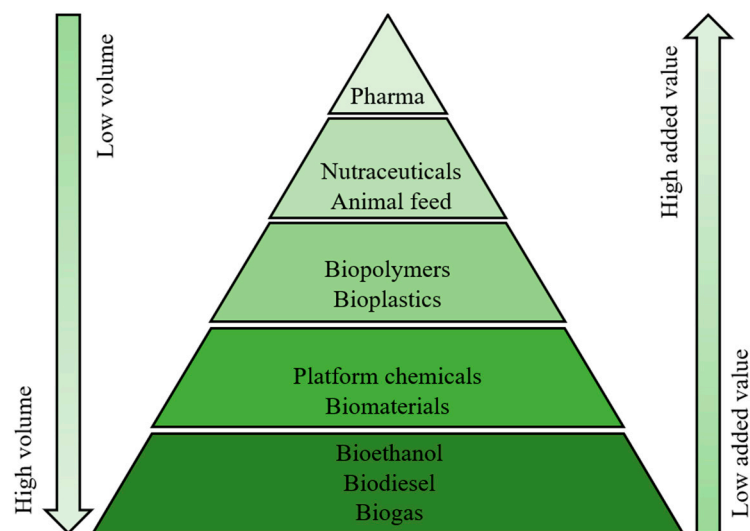 Low volume
High volume
Pharma
Nutraceuticals
Animal feed
Biopolymers
Bioplastics
Platform chemicals
Biomaterials
Bioethanol
Biodiesel
Biogas
High added value
Low added value